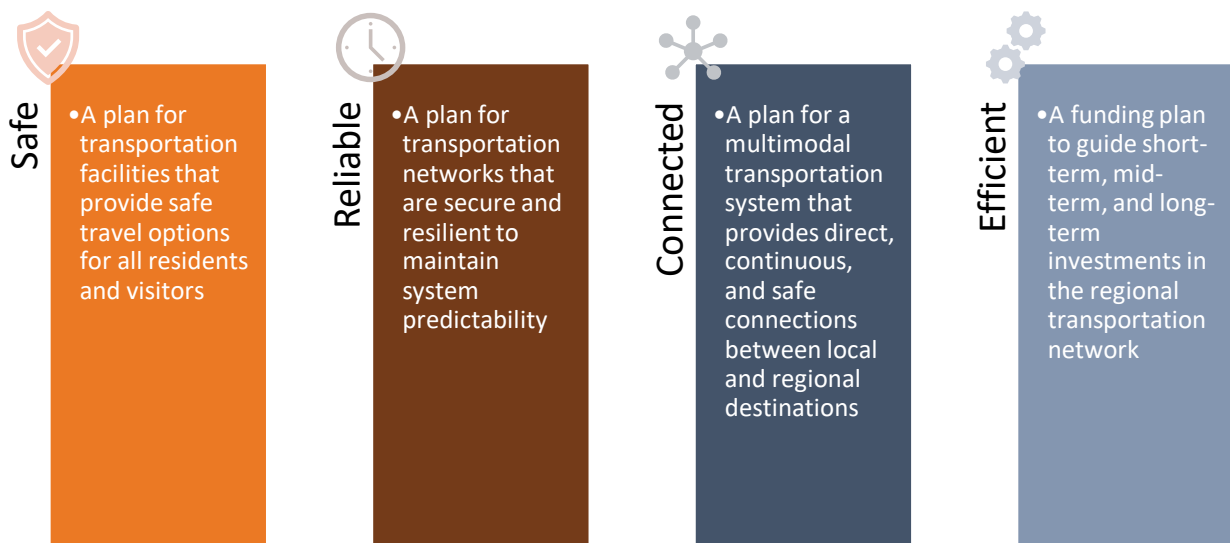 Safe
•A plan for
transportation
facilities that
provide safe
travel options
for all residents
and visitors
Reliable
•A plan for
transportation
networks that
are secure and
resilient to
maintain
system
predictability
Connected
•A plan for a
multimodal
transportation
system that
provides direct,
continuous,
and safe
connections
between local
and regional
destinations
Efficient
•A funding plan
to guide short-
term, mid-
term, and long-
term
investments in
the regional
transportation
network